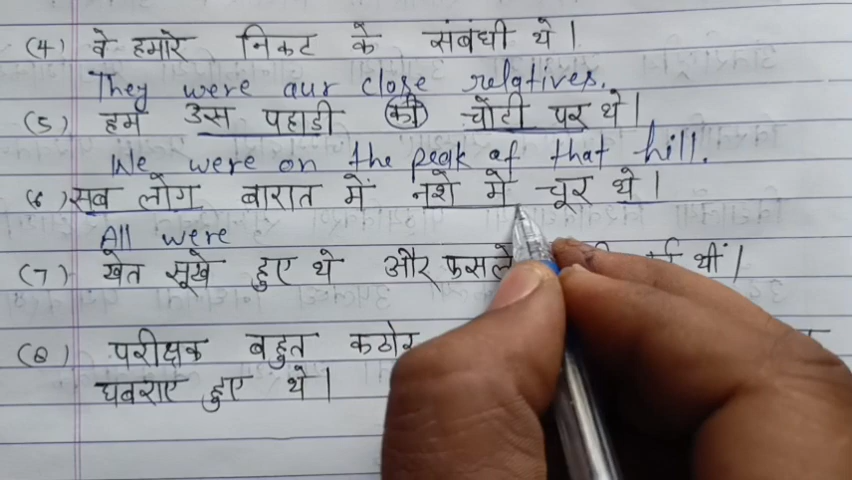 (4) वे हमारे निकट के संबंधी थे।
They were our close relatives.
(5) हम उस पहाडी की चोटी पर थे।
We were on the peak of that hill.
(6) सब लोग बारात में नशे में चूर थे।
All were
(7) खेत सूखे हुए थे और फसले थीं।
(8) परीक्षक बहुत कठोर
घबराए हुए थे।